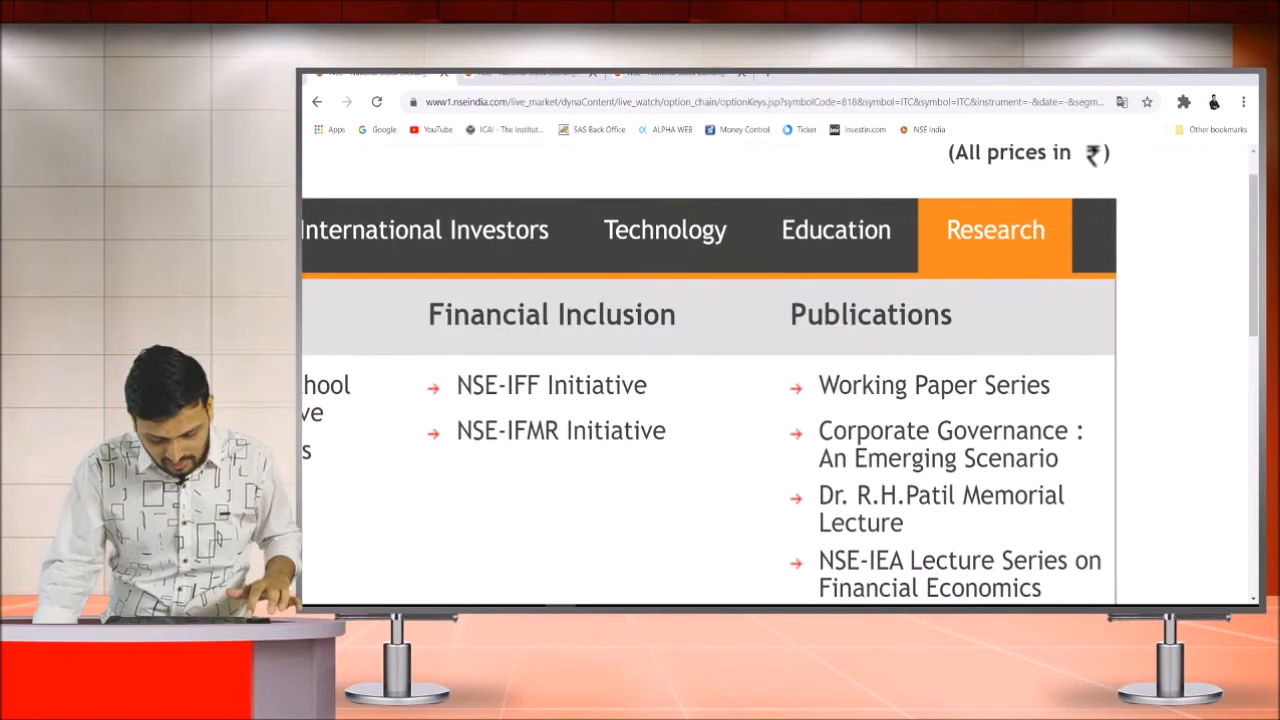 www1.nseindia.com/live_market/dynaContent/live_watch/option_chain/optionKeys.jsp?symbolCode=818&symbol=ITC&symbol=ITC&instrument=-&date=-&segm...
Apps Google YouTube ICAI - The Institut... SAS Back Office ALPHA WEB Money Control Ticker Investin.com NSE India Other bookmarks
(All prices in ₹)
International Investors Technology Education Research
Financial Inclusion Publications
hool NSE-IFF Initiative Working Paper Series
ve
NSE-IFMR Initiative Corporate Governance :
s An Emerging Scenario
Dr. R.H.Patil Memorial
Lecture
NSE-IEA Lecture Series on
Financial Economics